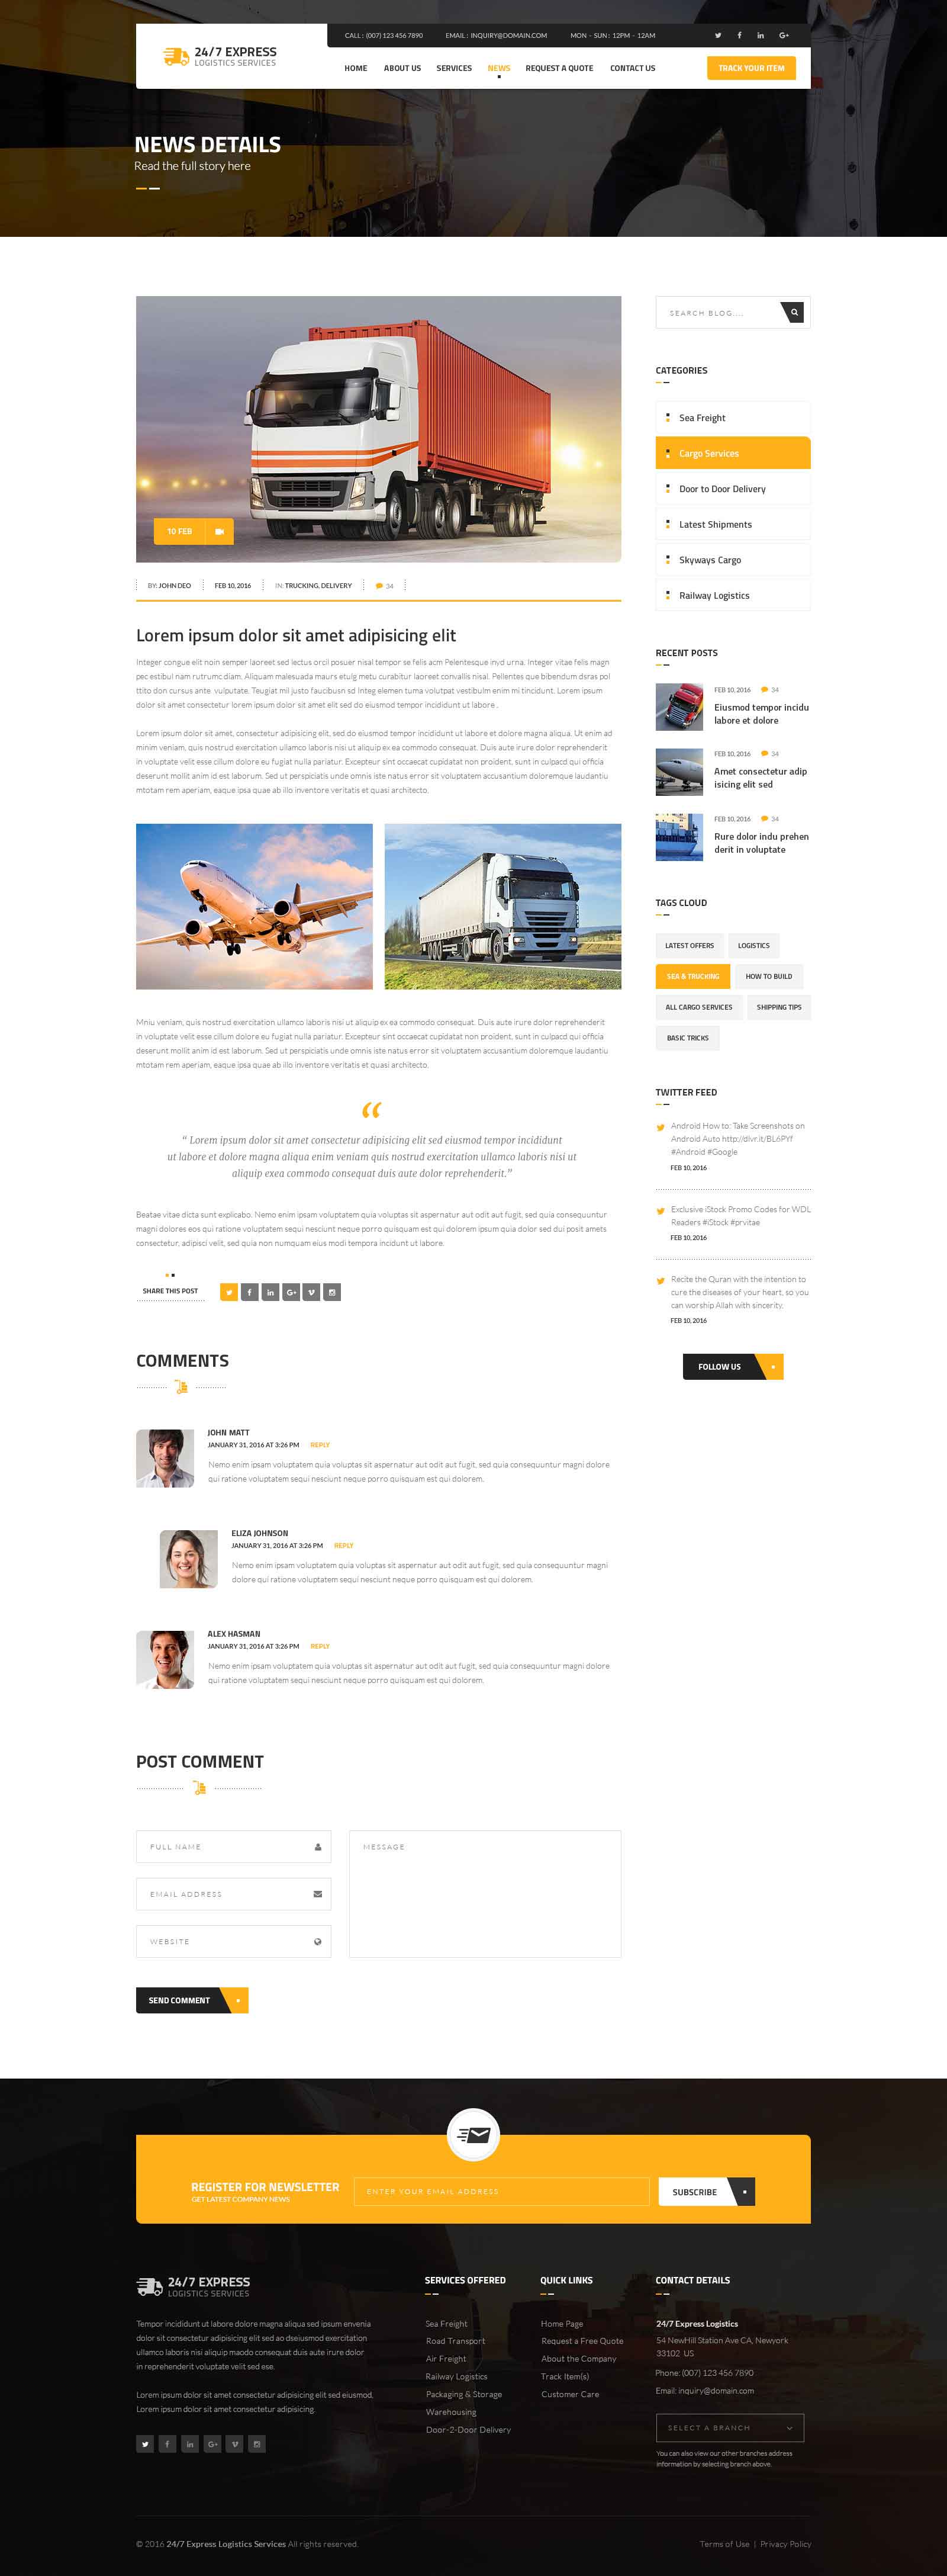 24/7 EXPRESS
LOGISTICS SERVICES
CALL : (007) 123 456 7890
EMAIL : INQUIRY@DOMAIN.COM
MON - SUN : 12PM - 12AM
HOME
ABOUT US
SERVICES
NEWS
REQUEST A QUOTE
CONTACT US
TRACK YOUR ITEM
NEWS DETAILS
Read the full story here
10 FEB
BY: JOHN DEO
FEB 10, 2016
IN: TRUCKING, DELIVERY
34
Lorem ipsum dolor sit amet adipisicing elit
Integer congue elit noin semper laoreet sed lectus orcil posuer nisal tempor se felis acm Pelentesque inyd urna. Integer vitae felis magn
pec estibul nam rutrumc diam. Aliquam malesuada maurs etulg metu curabitur laoreet convallis nisal. Pelentes quy bibendum dsras pol
ttito don cursus ante vulputate. Teugiat mil justo faucibusn sd Integ elemen tuma volutpat vestibulm enim mi tincidunt. Lorem ipsum
dolor sit amet consectetur lorem ipsum dolor sit amet elit sed do eiusmod tempor incididunt ut labore .
Lorem ipsum dolor sit amet, consectetur adipisicing elit, sed do eiusmod tempor incididunt ut labore et dolore magna aliqua. Ut enim ad
minim veniam, quis nostrud exercitation ullamco laboris nisi ut aliquip ex ea commodo consequat. Duis aute irure dolor reprehenderit
in voluptate velit esse cillum dolore eu fugiat nulla pariatur. Excepteur sint occaecat cupidatat non proident, sunt in culpacd qui officia
deserunt mollit anim id est laborum. Sed ut perspiciatis unde omnis iste natus error sit voluptatem accusantium doloremque laudantiu
mtotam rem aperiam, eaque ipsa quae ab illo inventore veritatis et quasi architecto.
Mniu veniam, quis nostrud exercitation ullamco laboris nisi ut aliquip ex ea commodo consequat. Duis aute irure dolor reprehenderit
in voluptate velit esse cillum dolore eu fugiat nulla pariatur. Excepteur sint occaecat cupidatat non proident, sunt in culpacd qui officia
deserunt mollit anim id est laborum. Sed ut perspiciatis unde omnis iste natus error sit voluptatem accusantium doloremque laudantiu
mtotam rem aperiam, eaque ipsa quae ab illo inventore veritatis et quasi architecto.
“
“ Lorem ipsum dolor sit amet consectetur adipisicing elit sed eiusmod tempor incididunt
ut labore et dolore magna aliqua enim minim veniam quis nostrud exercitation ullamco laboris nisi ut
aliquip exea commodo consequat duis aute dolor reprehenderit.”
Beatae vitae dicta sunt explicabo. Nemo enim ipsam voluptatem quia voluptas sit aspernatur aut odit aut fugit, sed quia consequuntur
magni dolores eos qui ratione voluptatem sequi nesciunt neque porro quisquam est qui dolorem ipsum quia dolor sed dui posit amets
consectetur, adipisci velit, sed quia non numquam eius modi tempora incidunt ut labore.
SHARE THIS POST
COMMENTS
JOHN MATT
JANUARY 31, 2016 AT 3:26 PM REPLY
Nemo enim ipsam voluptatem quia voluptas sit aspernatur aut odit aut fugit, sed quia consequuntur magni dolore
qui ratione voluptatem sequi nesciunt neque porro quisquam est qui dolorem.
ELIZA JOHNSON
JANUARY 31, 2016 AT 3:26 PM REPLY
Nemo enim ipsam voluptatem quia voluptas sit aspernatur aut odit aut fugit, sed quia consequuntur magni
dolore qui ratione voluptatem sequi nesciunt neque porro quisquam est qui dolorem.
ALEX HASMAN
JANUARY 31, 2016 AT 3:26 PM REPLY
Nemo enim ipsam voluptatem quia voluptas sit aspernatur aut odit aut fugit, sed quia consequuntur magni dolore
qui ratione voluptatem sequi nesciunt neque porro quisquam est qui dolorem.
POST COMMENT
FULL NAME
EMAIL ADDRESS
WEBSITE
MESSAGE
SEND COMMENT
SEARCH BLOG....
CATEGORIES
Sea Freight
Cargo Services
Door to Door Delivery
Latest Shipments
Skyways Cargo
Railway Logistics
RECENT POSTS
FEB 10, 2016 34
Eiusmod tempor incidu
labore et dolore
FEB 10, 2016 34
Amet consectetur adip
isicing elit sed
FEB 10, 2016 34
Rure dolor indu prehen
derit in voluptate
TAGS CLOUD
LATEST OFFERS
LOGISTICS
SEA & TRUCKING
HOW TO BUILD
ALL CARGO SERVICES
SHIPPING TIPS
BASIC TRICKS
TWITTER FEED
Android How to: Take Screenshots on
Android Auto http://dlvr.it/BL6PYf
#Android #Google
FEB 10, 2016
Exclusive iStock Promo Codes for WDL
Readers #iStock #prvitae
FEB 10, 2016
Recite the Quran with the intention to
cure the diseases of your heart, so you
can worship Allah with sincerity.
FEB 10, 2016
FOLLOW US
REGISTER FOR NEWSLETTER
GET LATEST COMPANY NEWS
ENTER YOUR EMAIL ADDRESS
SUBSCRIBE
24/7 EXPRESS
LOGISTICS SERVICES
Tempor incididunt ut labore dolore magna aliqua sed ipsum enevina
dolor sit consectetur adipisicing elit sed ao dseiusmod exercitation
ullamco laboris nisi aliquip maodo consequat duis aute irure dolor
in reprehenderit voluptate velit sed ese.
Lorem ipsum dolor sit amet consectetur adipisicing elit sed eiusmod.
Lorem ipsum dolor sit amet consectetur adipisicing.
SERVICES OFFERED
Sea Freight
Road Transport
Air Freight
Railway Logistics
Packaging & Storage
Warehousing
Door-2-Door Delivery
QUICK LINKS
Home Page
Request a Free Quote
About the Company
Track Item(s)
Customer Care
CONTACT DETAILS
24/7 Express Logistics
54 NewHill Station Ave CA, Newyork
33102 US
Phone: (007) 123 456 7890
Email: inquiry@domain.com
SELECT A BRANCH
You can also view our other branches address
information by selecting branch above.
© 2016 24/7 Express Logistics Services All rights reserved.
Terms of Use | Privacy Policy